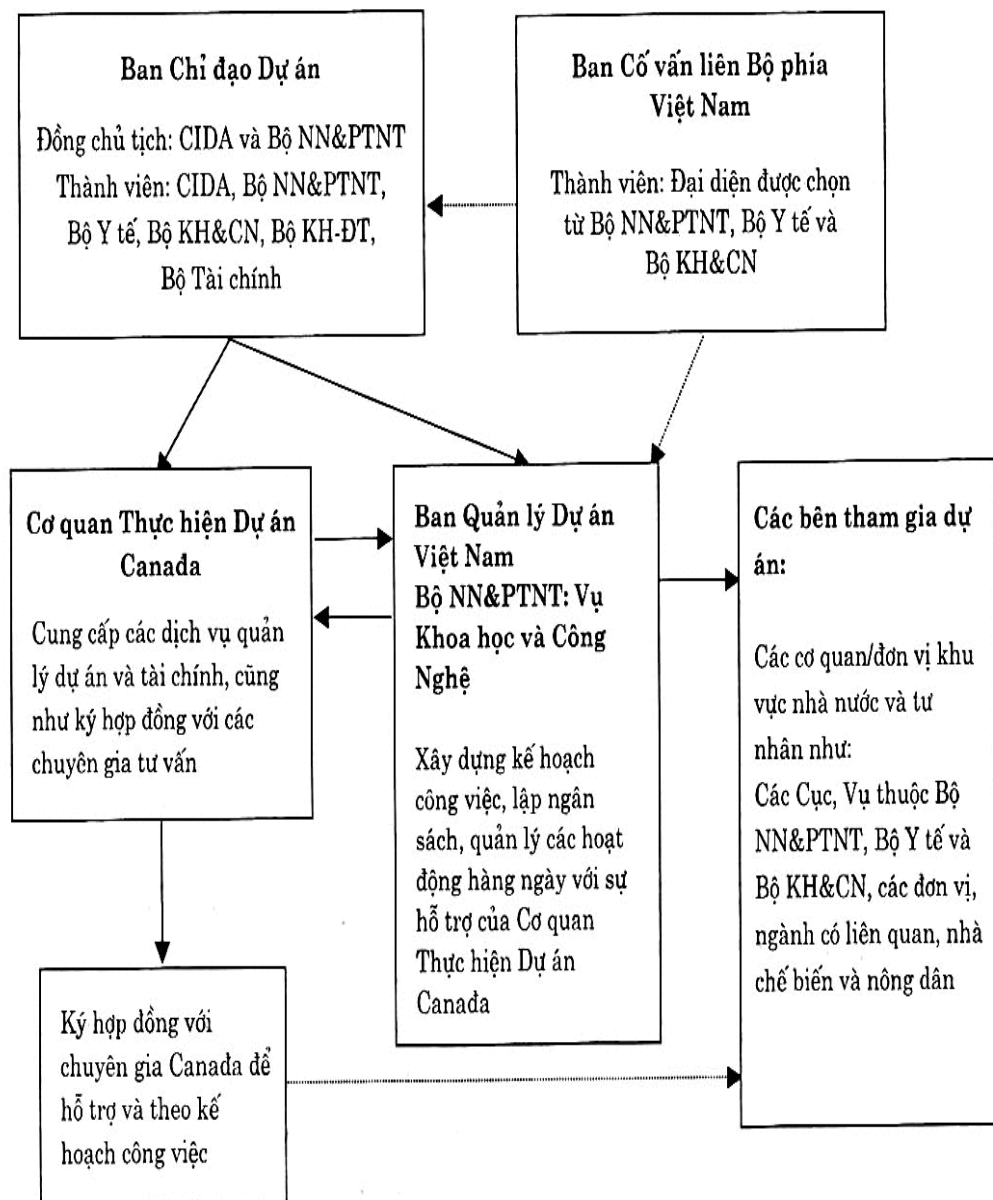 Ban Chỉ đạo Dự án
Đồng chủ tịch: CIDA và Bộ NN&PTNT
Thành viên: CIDA, Bộ NN&PTNT,
Bộ Y tế, Bộ KH&CN, Bộ KH-ĐT,
Bộ Tài chính
Ban Cố vấn liên Bộ phía
Việt Nam
Thành viên: Đại diện được chọn
từ Bộ NN&PTNT, Bộ Y tế và
Bộ KH&CN
Cơ quan Thực hiện Dự án
Canađa
Cung cấp các dịch vụ quản
lý dự án và tài chính, cũng
như ký hợp đồng với các
chuyên gia tư vấn
Ban Quản lý Dự án
Việt Nam
Bộ NN&PTNT: Vụ
Khoa học và Công
Nghệ
Xây dựng kế hoạch
công việc, lập ngân
sách, quản lý các hoạt
động hàng ngày với sự
hỗ trợ của Cơ quan
Thực hiện Dự án
Canađa
Các bên tham gia dự
án:
Các cơ quan/đơn vị khu
vực nhà nước và tư
nhân như:
Các Cục, Vụ thuộc Bộ
NN&PTNT, Bộ Y tế và
Bộ KH&CN, các đơn vị,
ngành có liên quan, nhà
chế biến và nông dân
Ký hợp đồng với
chuyên gia Canađa để
hỗ trợ và theo kế
hoạch công việc